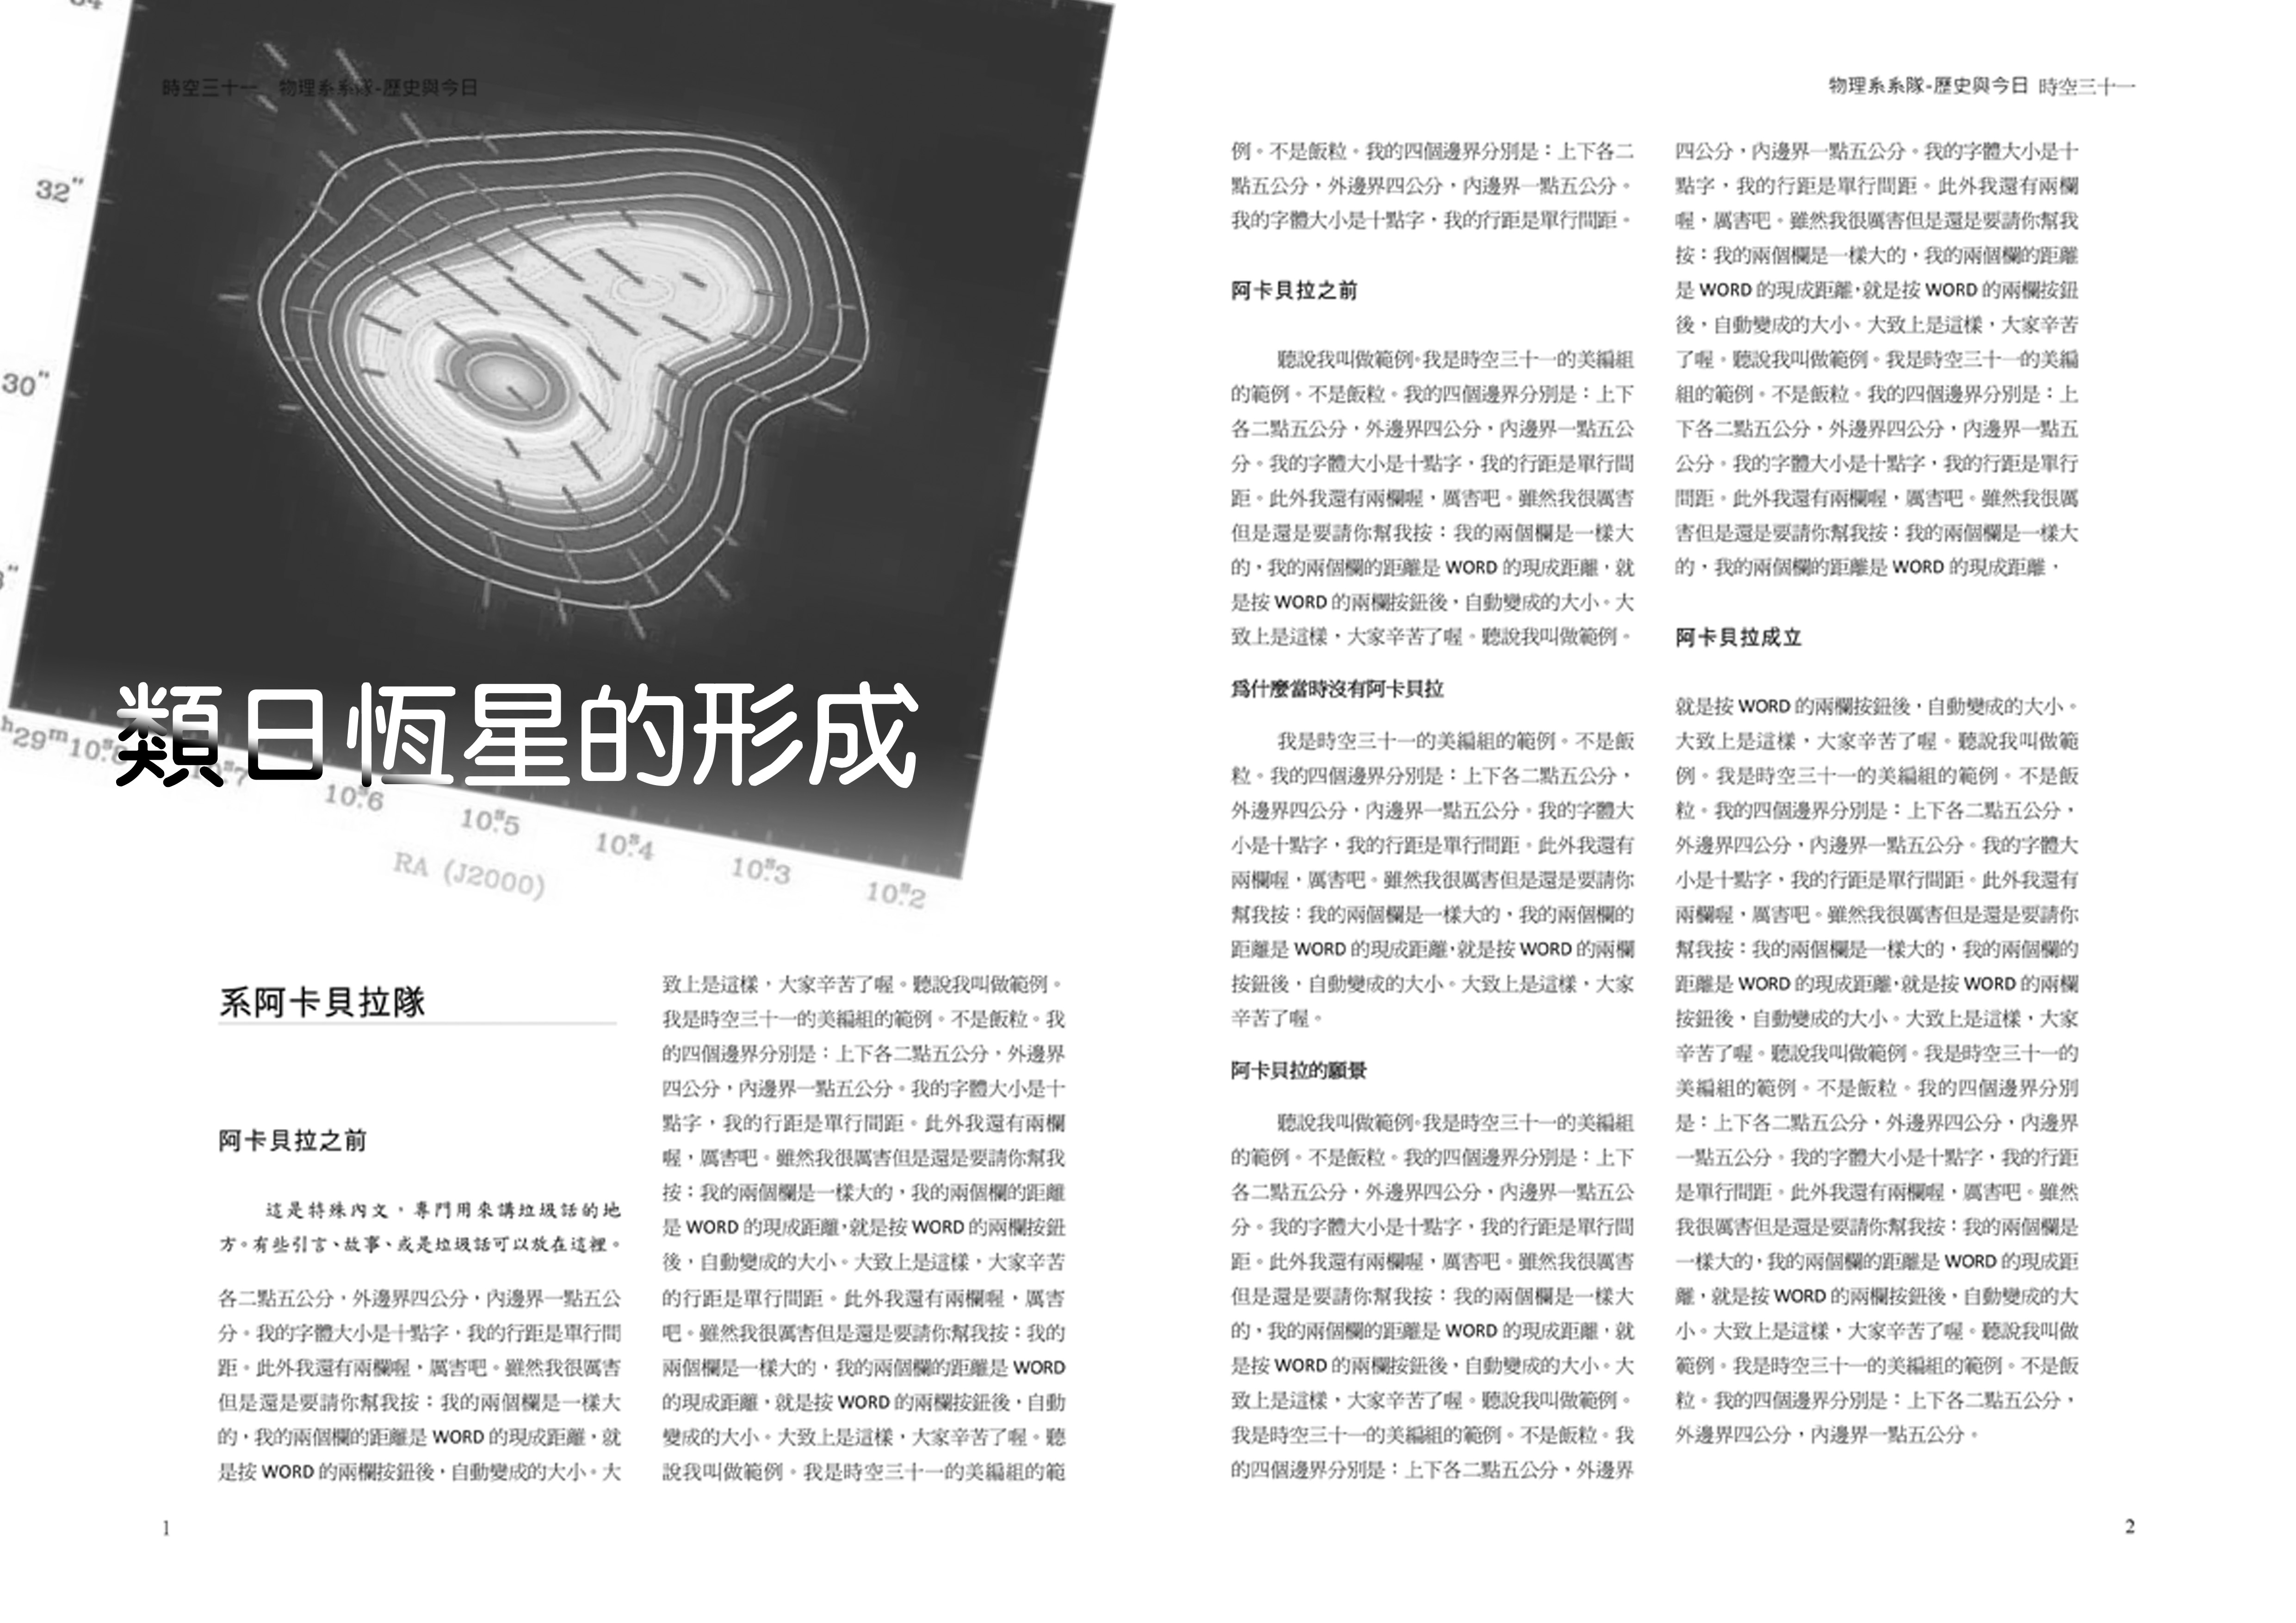 時空三十一 物理系系隊-歷史與今日
32"
30"
10.ˢ6
10.ˢ5
10.ˢ4
10.ˢ3
10.ˢ2
RA (J2000)
類日恆星的形成
系阿卡貝拉隊
阿卡貝拉之前
這是特殊內文，專門用來講垃圾話的地
方。有些引言、故事、或是垃圾話可以放在這裡。
各二點五公分，外邊界四公分，內邊界一點五公
分。我的字體大小是十點字，我的行距是單行間
距。此外我還有兩欄喔，厲害吧。雖然我很厲害
但是還是要請你幫我按：我的兩個欄是一樣大
的，我的兩個欄的距離是 WORD 的現成距離，就
是按 WORD 的兩欄按鈕後，自動變成的大小。大
致上是這樣，大家辛苦了喔。聽說我叫做範例。
我是時空三十一的美編組的範例。不是飯粒。我
的四個邊界分別是：上下各二點五公分，外邊界
四公分，內邊界一點五公分。我的字體大小是十
點字，我的行距是單行間距。此外我還有兩欄
喔，厲害吧。雖然我很厲害但是還是要請你幫我
按：我的兩個欄是一樣大的，我的兩個欄的距離
是 WORD 的現成距離，就是按 WORD 的兩欄按鈕
後，自動變成的大小。大致上是這樣，大家辛苦
的行距是單行間距。此外我還有兩欄喔，厲害
吧。雖然我很厲害但是還是要請你幫我按：我的
兩個欄是一樣大的，我的兩個欄的距離是 WORD
的現成距離，就是按 WORD 的兩欄按鈕後，自動
變成的大小。大致上是這樣，大家辛苦了喔。聽
說我叫做範例。我是時空三十一的美編組的範
1
物理系系隊-歷史與今日 時空三十一
例。不是飯粒。我的四個邊界分別是：上下各二
點五公分，外邊界四公分，內邊界一點五公分。
我的字體大小是十點字，我的行距是單行間距。
阿卡貝拉之前
聽說我叫做範例。我是時空三十一的美編組
的範例。不是飯粒。我的四個邊界分別是：上下
各二點五公分，外邊界四公分，內邊界一點五公
分。我的字體大小是十點字，我的行距是單行間
距。此外我還有兩欄喔，厲害吧。雖然我很厲害
但是還是要請你幫我按：我的兩個欄是一樣大
的，我的兩個欄的距離是 WORD 的現成距離，就
是按 WORD 的兩欄按鈕後，自動變成的大小。大
致上是這樣，大家辛苦了喔。聽說我叫做範例。
為什麼當時沒有阿卡貝拉
我是時空三十一的美編組的範例。不是飯
粒。我的四個邊界分別是：上下各二點五公分，
外邊界四公分，內邊界一點五公分。我的字體大
小是十點字，我的行距是單行間距。此外我還有
兩欄喔，厲害吧。雖然我很厲害但是還是要請你
幫我按：我的兩個欄是一樣大的，我的兩個欄的
距離是 WORD 的現成距離，就是按 WORD 的兩欄
按鈕後，自動變成的大小。大致上是這樣，大家
辛苦了喔。
阿卡貝拉的願景
聽說我叫做範例。我是時空三十一的美編組
的範例。不是飯粒。我的四個邊界分別是：上下
各二點五公分，外邊界四公分，內邊界一點五公
分。我的字體大小是十點字，我的行距是單行間
距。此外我還有兩欄喔，厲害吧。雖然我很厲害
但是還是要請你幫我按：我的兩個欄是一樣大
的，我的兩個欄的距離是 WORD 的現成距離，就
是按 WORD 的兩欄按鈕後，自動變成的大小。大
致上是這樣，大家辛苦了喔。聽說我叫做範例。
我是時空三十一的美編組的範例。不是飯粒。我
的四個邊界分別是：上下各二點五公分，外邊界
四公分，內邊界一點五公分。我的字體大小是十
點字，我的行距是單行間距。此外我還有兩欄
喔，厲害吧。雖然我很厲害但是還是要請你幫我
按：我的兩個欄是一樣大的，我的兩個欄的距離
是 WORD 的現成距離，就是按 WORD 的兩欄按鈕
後，自動變成的大小。大致上是這樣，大家辛苦
了喔。聽說我叫做範例。我是時空三十一的美編
組的範例。不是飯粒。我的四個邊界分別是：上
下各二點五公分，外邊界四公分，內邊界一點五
公分。我的字體大小是十點字，我的行距是單行
間距。此外我還有兩欄喔，厲害吧。雖然我很厲
害但是還是要請你幫我按：我的兩個欄是一樣大
的，我的兩個欄的距離是 WORD 的現成距離，
阿卡貝拉成立
就是按 WORD 的兩欄按鈕後，自動變成的大小。
大致上是這樣，大家辛苦了喔。聽說我叫做範
例。我是時空三十一的美編組的範例。不是飯
粒。我的四個邊界分別是：上下各二點五公分，
外邊界四公分，內邊界一點五公分。我的字體大
小是十點字，我的行距是單行間距。此外我還有
兩欄喔，厲害吧。雖然我很厲害但是還是要請你
幫我按：我的兩個欄是一樣大的，我的兩個欄的
距離是 WORD 的現成距離，就是按 WORD 的兩欄
按鈕後，自動變成的大小。大致上是這樣，大家
辛苦了喔。聽說我叫做範例。我是時空三十一的
美編組的範例。不是飯粒。我的四個邊界分別
是：上下各二點五公分，外邊界四公分，內邊界
一點五公分。我的字體大小是十點字，我的行距
是單行間距。此外我還有兩欄喔，厲害吧。雖然
我很厲害但是還是要請你幫我按：我的兩個欄是
一樣大的，我的兩個欄的距離是 WORD 的現成距
離，就是按 WORD 的兩欄按鈕後，自動變成的大
小。大致上是這樣，大家辛苦了喔。聽說我叫做
範例。我是時空三十一的美編組的範例。不是飯
粒。我的四個邊界分別是：上下各二點五公分，
外邊界四公分，內邊界一點五公分。
2